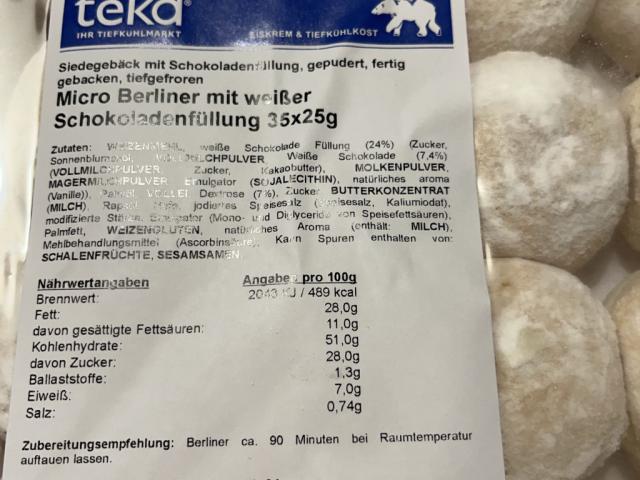 teka
IHR TIEFKÜHLMARKT
EISKREM & TIEFKÜHLKOST
Siedegebäck mit Schokoladenfüllung, gepudert, fertig
gebacken, tiefgefroren
Micro Berliner mit weißer
Schokoladenfüllung 35x25g
Zutaten: WEIZENMEHL, weiße Schokolade Füllung (24%) (Zucker,
Sonnenblumenöl, VOLLMILCHPULVER, Weiße Schokolade (7,4%)
(VOLLMILCHPULVER, Zucker, Kakaobutter), MOLKENPULVER,
MAGERMILCHPULVER Emulgator (SOJALECITHIN), natürliches aroma
(Vanille)), Palmöl, VOLLEI, Dextrose (7%), Zucker BUTTERKONZENTRAT
(MILCH), Rapsöl, Hefe, jodiertes Speisesalz (Speisesalz, Kaliumiodat),
modifizierte Stärke, Emulgator (Mono- und Diglyceride von Speisefettsäuren),
Palmfett, WEIZENGLUTEN, natürliches Aroma (enthält: MILCH),
Mehlbehandlungsmittel (Ascorbinsäure), Kann Spuren enthalten von:
SCHALENFRÜCHTE, SESAMSAMEN
Nährwertangaben Angaben pro 100g
Brennwert: 2043 KJ / 489 kcal
Fett: 28,0g
davon gesättigte Fettsäuren: 11,0g
Kohlenhydrate: 51,0g
davon Zucker: 28,0g
Ballaststoffe: 1,3g
Eiweiß: 7,0g
Salz: 0,74g
Zubereitungsempfehlung: Berliner ca. 90 Minuten bei Raumtemperatur
auftauen lassen.